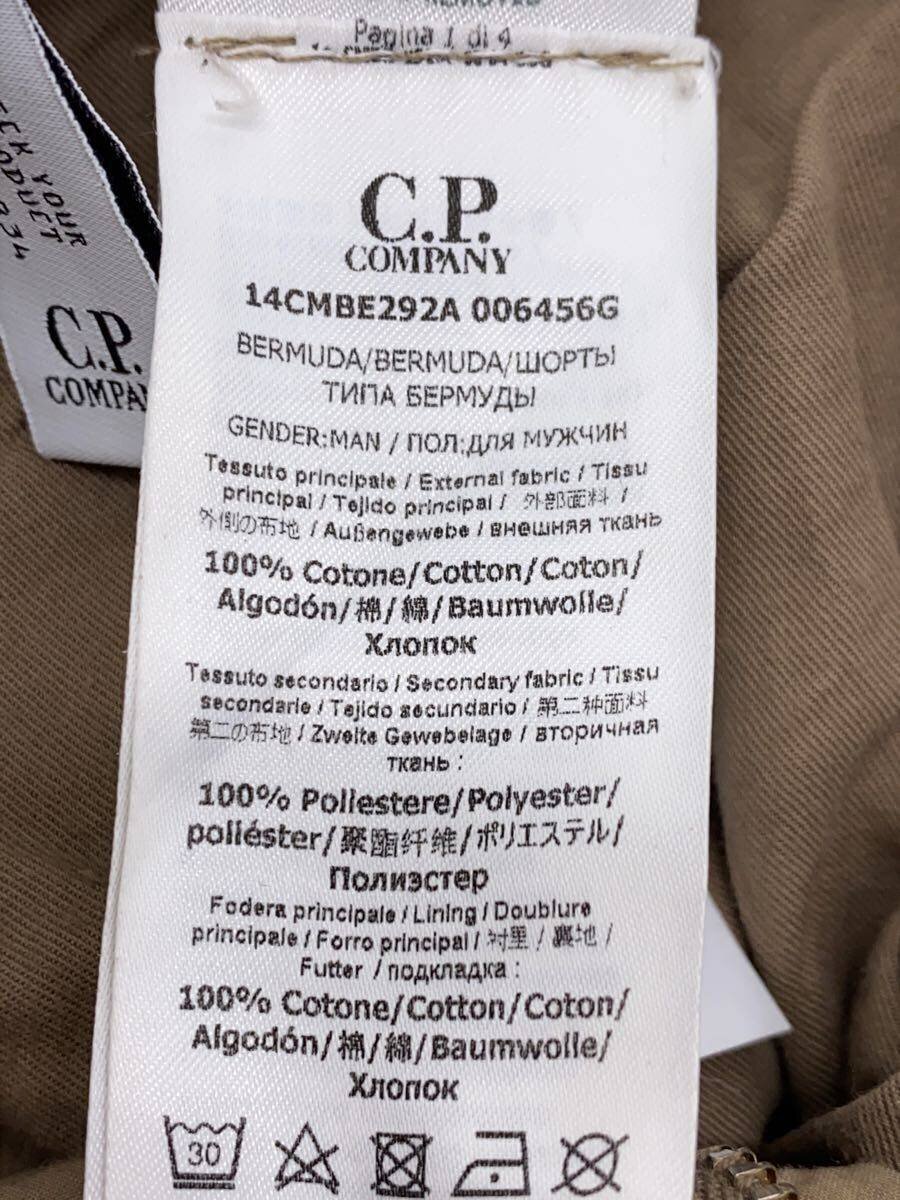 REMOVED
Pagina 1 di 4
C.P.
COMPANY
14CMBE292A 006456G
BERMUDA/BERMUDA/ШОРТЫ
ТИПА БЕРМУДЫ
GENDER:MAN / ПОЛ:ДЛЯ МУЖЧИН
Tessuto principale / External fabric / Tissu
principal / Tejido principal / 外部面料 /
外側の布地 / Außengewebe / внешняя ткань
100% Cotone/Cotton/Coton/
Algodón/棉/綿/Baumwolle/
Хлопок
Tessuto secondario / Secondary fabric / Tissu
secondarie / Tejido secundario / 第二种面料
第二の布地 / Zweite Gewebelage / вторичная
ткань :
100% Poliestere/Polyester/
poliéster/聚酯纤维/ポリエステル/
Полиэстер
Fodera principale / Lining / Doublure
principale / Forro principal / 衬里 / 裏地 /
Futter / подкладка :
100% Cotone/Cotton/Coton/
Algodón/棉/綿/Baumwolle/
Хлопок
30
YOUR
C.P.